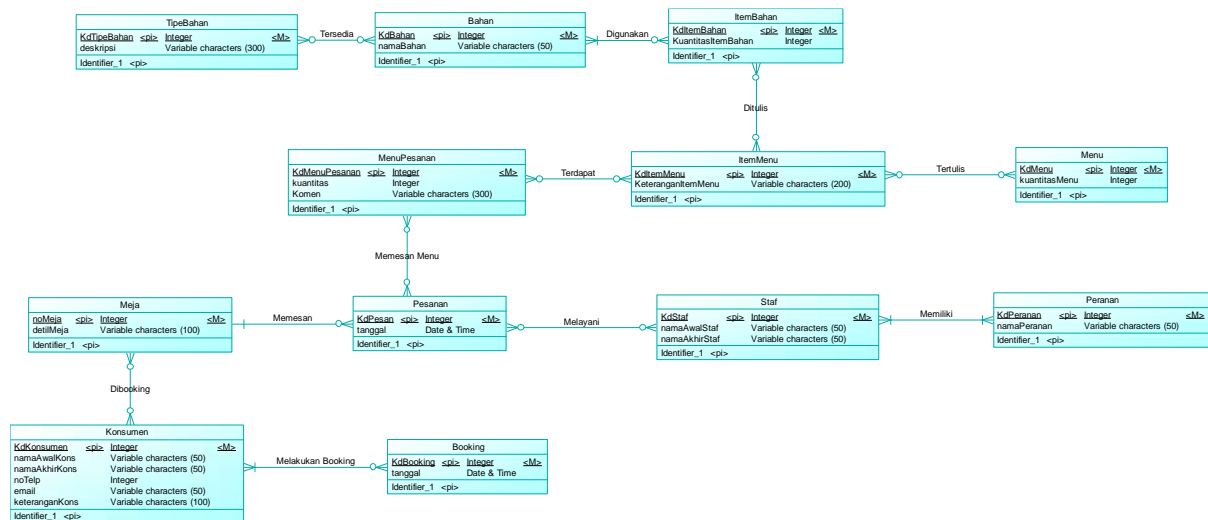 TipeBahan
KdTipeBahan <pi> Integer <M>
deskripsi Variable characters (300)
Identifier_1 <pi>
Tersedia
Bahan
KdBahan <pi> Integer <M>
namaBahan Variable characters (50)
Identifier_1 <pi>
Digunakan
ItemBahan
KdItemBahan <pi> Integer <M>
KuantitasItemBahan Integer
Identifier_1 <pi>
Ditulis
MenuPesanan
KdMenuPesanan <pi> Integer <M>
kuantitas Integer
Komen Variable characters (300)
Identifier_1 <pi>
Terdapat
ItemMenu
KdItemMenu <pi> Integer <M>
KeteranganItemMenu Variable characters (200)
Identifier_1 <pi>
Tertulis
Menu
KdMenu <pi> Integer <M>
kuantitasMenu Integer
Identifier_1 <pi>
Memesan Menu
Meja
noMeja <pi> Integer <M>
detilMeja Variable characters (100)
Identifier_1 <pi>
Memesan
Pesanan
KdPesan <pi> Integer <M>
tanggal Date & Time
Identifier_1 <pi>
Melayani
Staf
KdStaf <pi> Integer <M>
namaAwalStaf Variable characters (50)
namaAkhirStaf Variable characters (50)
Identifier_1 <pi>
Memiliki
Peranan
KdPeranan <pi> Integer <M>
namaPeranan Variable characters (50)
Identifier_1 <pi>
Dibooking
Konsumen
KdKonsumen <pi> Integer <M>
namaAwalKons Variable characters (50)
namaAkhirKons Variable characters (50)
noTelp Integer
email Variable characters (50)
keteranganKons Variable characters (100)
Identifier_1 <pi>
Melakukan Booking
Booking
KdBooking <pi> Integer <M>
tanggal Date & Time
Identifier_1 <pi>